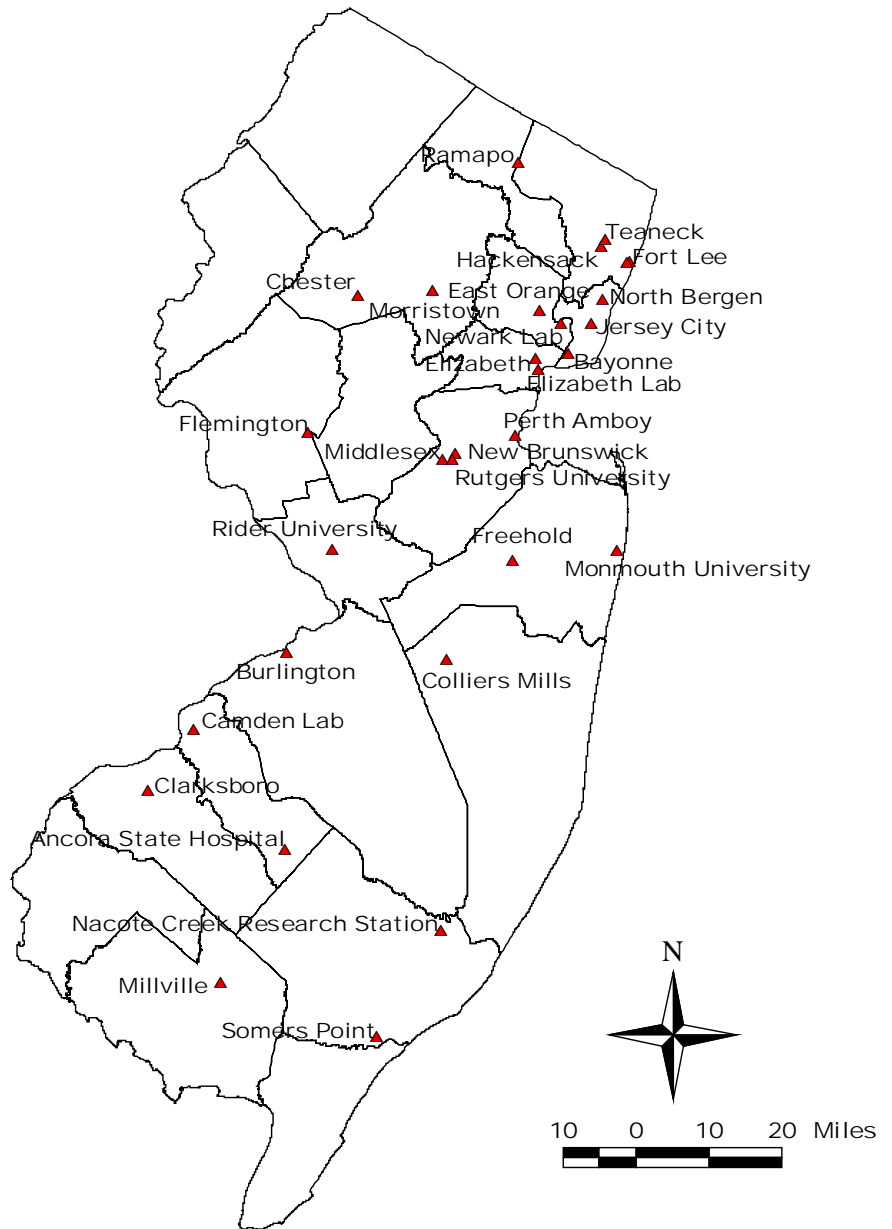 Ramapo
Teaneck
Hackensack
Fort Lee
Chester
East Orange
North Bergen
Morristown
Newark Lab
Jersey City
Elizabeth
Bayonne
Elizabeth Lab
Perth Amboy
Flemington
Middlesex
New Brunswick
Rutgers University
Rider University
Freehold
Monmouth University
Burlington
Colliers Mills
Camden Lab
Clarksboro
Ancora State Hospital
Nacote Creek Research Station
N
Millville
Somers Point
10 0 10 20 Miles